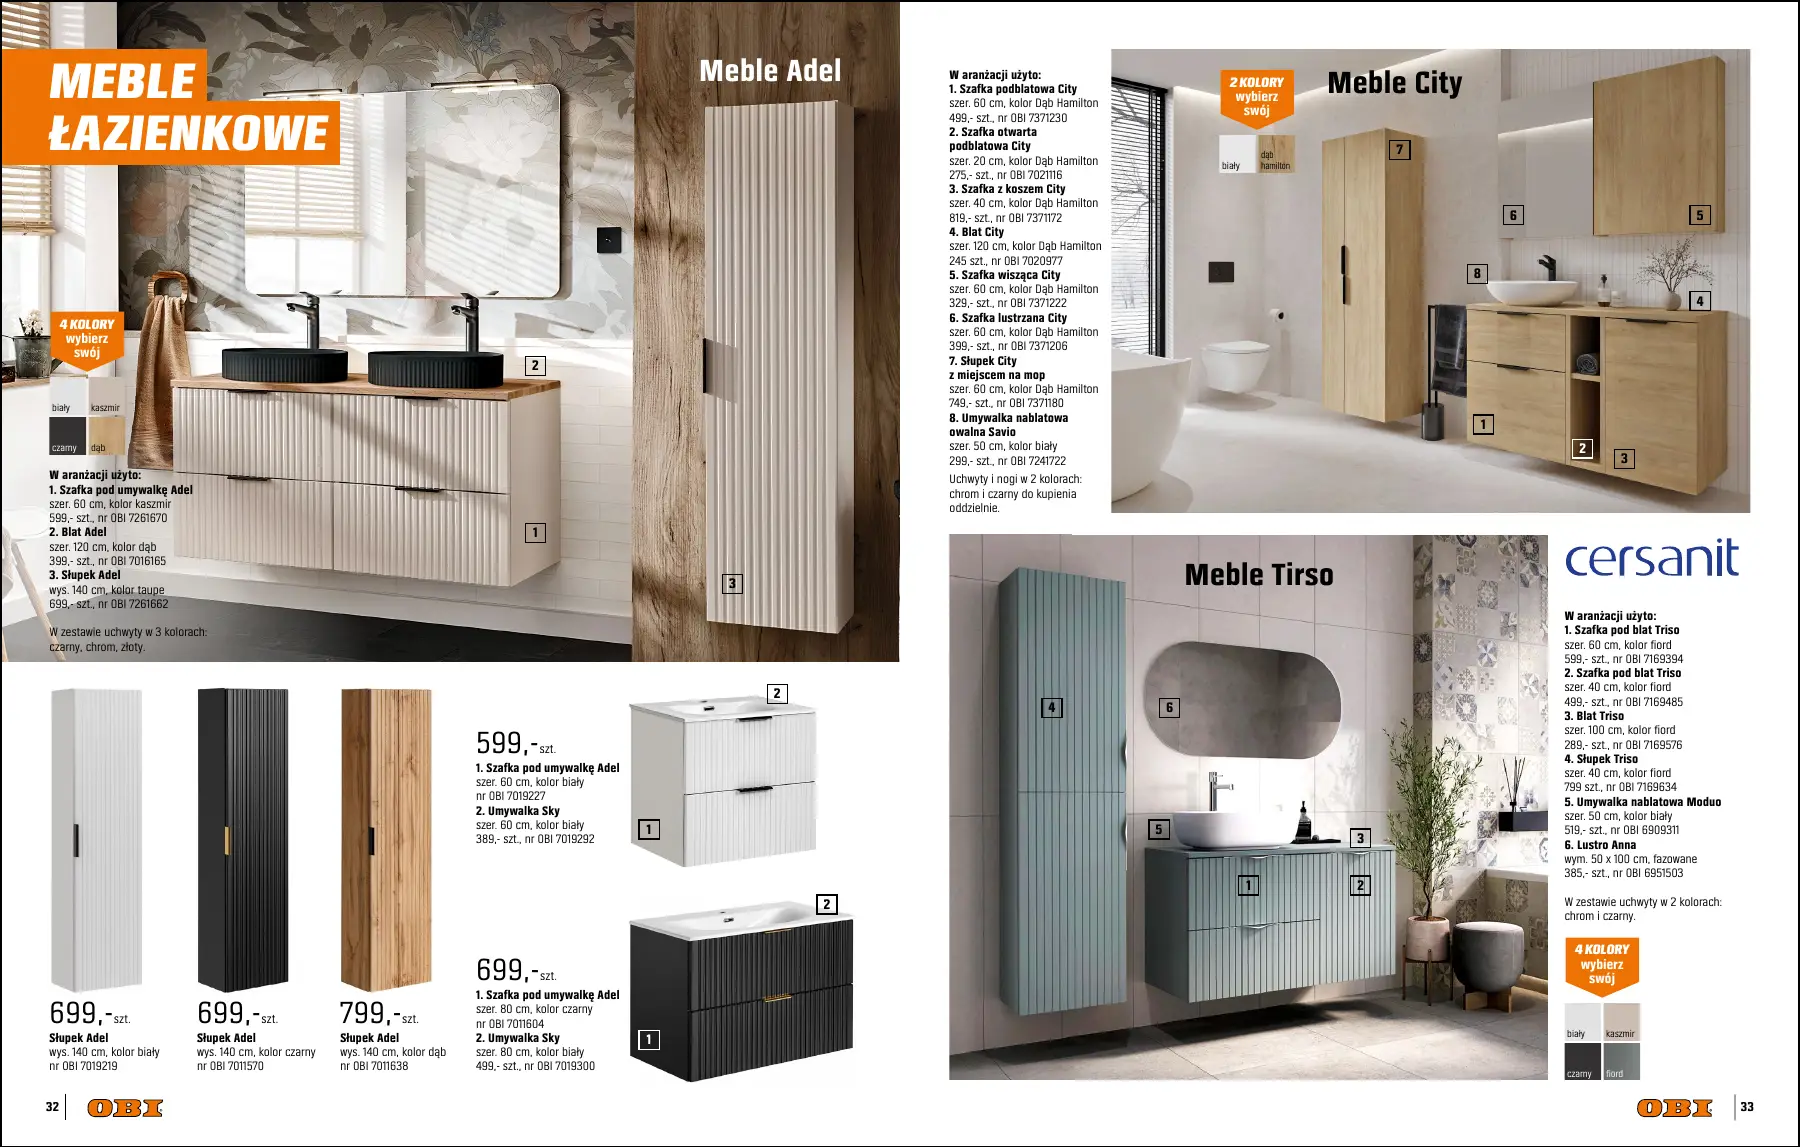 MEBLE
ŁAZIENKOWE
Meble Adel
4 KOLORY
wybierz
swój
biały
kaszmir
czarny
dąb
W aranżacji użyto:
1. Szafka pod umywalkę Adel
szer. 60 cm, kolor kaszmir
599,- szt., nr OBI 7261670
2. Blat Adel
szer. 120 cm, kolor dąb
399,- szt., nr OBI 7016165
3. Słupek Adel
wys. 140 cm, kolor taupe
699,- szt., nr OBI 7261662
W zestawie uchwyty w 3 kolorach:
czarny, chrom, złoty.
2
1
3
699,-szt.
Słupek Adel
wys. 140 cm, kolor biały
nr OBI 7019219
699,-szt.
Słupek Adel
wys. 140 cm, kolor czarny
nr OBI 7011570
799,-szt.
Słupek Adel
wys. 140 cm, kolor dąb
nr OBI 7011638
599,-szt.
1. Szafka pod umywalkę Adel
szer. 60 cm, kolor biały
nr OBI 7019227
2. Umywalka Sky
szer. 60 cm, kolor biały
389,- szt., nr OBI 7019292
2
1
699,-szt.
1. Szafka pod umywalkę Adel
szer. 80 cm, kolor czarny
nr OBI 7011604
2. Umywalka Sky
szer. 80 cm, kolor biały
499,- szt., nr OBI 7019300
2
1
32
OBI
W aranżacji użyto:
1. Szafka podblatowa City
szer. 60 cm, kolor Dąb Hamilton
499,- szt., nr OBI 7371230
2. Szafka otwarta
podblatowa City
szer. 20 cm, kolor Dąb Hamilton
275,- szt., nr OBI 7021116
3. Szafka z koszem City
szer. 40 cm, kolor Dąb Hamilton
819,- szt., nr OBI 7371172
4. Blat City
szer. 120 cm, kolor Dąb Hamilton
245 szt., nr OBI 7020977
5. Szafka wisząca City
szer. 60 cm, kolor Dąb Hamilton
329,- szt., nr OBI 7371222
6. Szafka lustrzana City
szer. 60 cm, kolor Dąb Hamilton
399,- szt., nr OBI 7371206
7. Słupek City
z miejscem na mop
szer. 60 cm, kolor Dąb Hamilton
749,- szt., nr OBI 7371180
8. Umywalka nablatowa
owalna Savio
szer. 50 cm, kolor biały
299,- szt., nr OBI 7241722
Uchwyty i nogi w 2 kolorach:
chrom i czarny do kupienia
oddzielnie.
2 KOLORY
wybierz
swój
biały
dąb
hamilton
Meble City
7
6
5
8
4
1
2
3
Meble Tirso
4
6
5
3
1
2
cersanit
W aranżacji użyto:
1. Szafka pod blat Triso
szer. 60 cm, kolor fiord
599,- szt., nr OBI 7169394
2. Szafka pod blat Triso
szer. 40 cm, kolor fiord
499,- szt., nr OBI 7169485
3. Blat Triso
szer. 100 cm, kolor fiord
289,- szt., nr OBI 7169576
4. Słupek Triso
szer. 40 cm, kolor fiord
799 szt., nr OBI 7169634
5. Umywalka nablatowa Moduo
szer. 50 cm, kolor biały
519,- szt., nr OBI 6909311
6. Lustro Anna
wym. 50 x 100 cm, fazowane
385,- szt., nr OBI 6951503
W zestawie uchwyty w 2 kolorach:
chrom i czarny.
4 KOLORY
wybierz
swój
biały
kaszmir
czarny
fiord
OBI
33